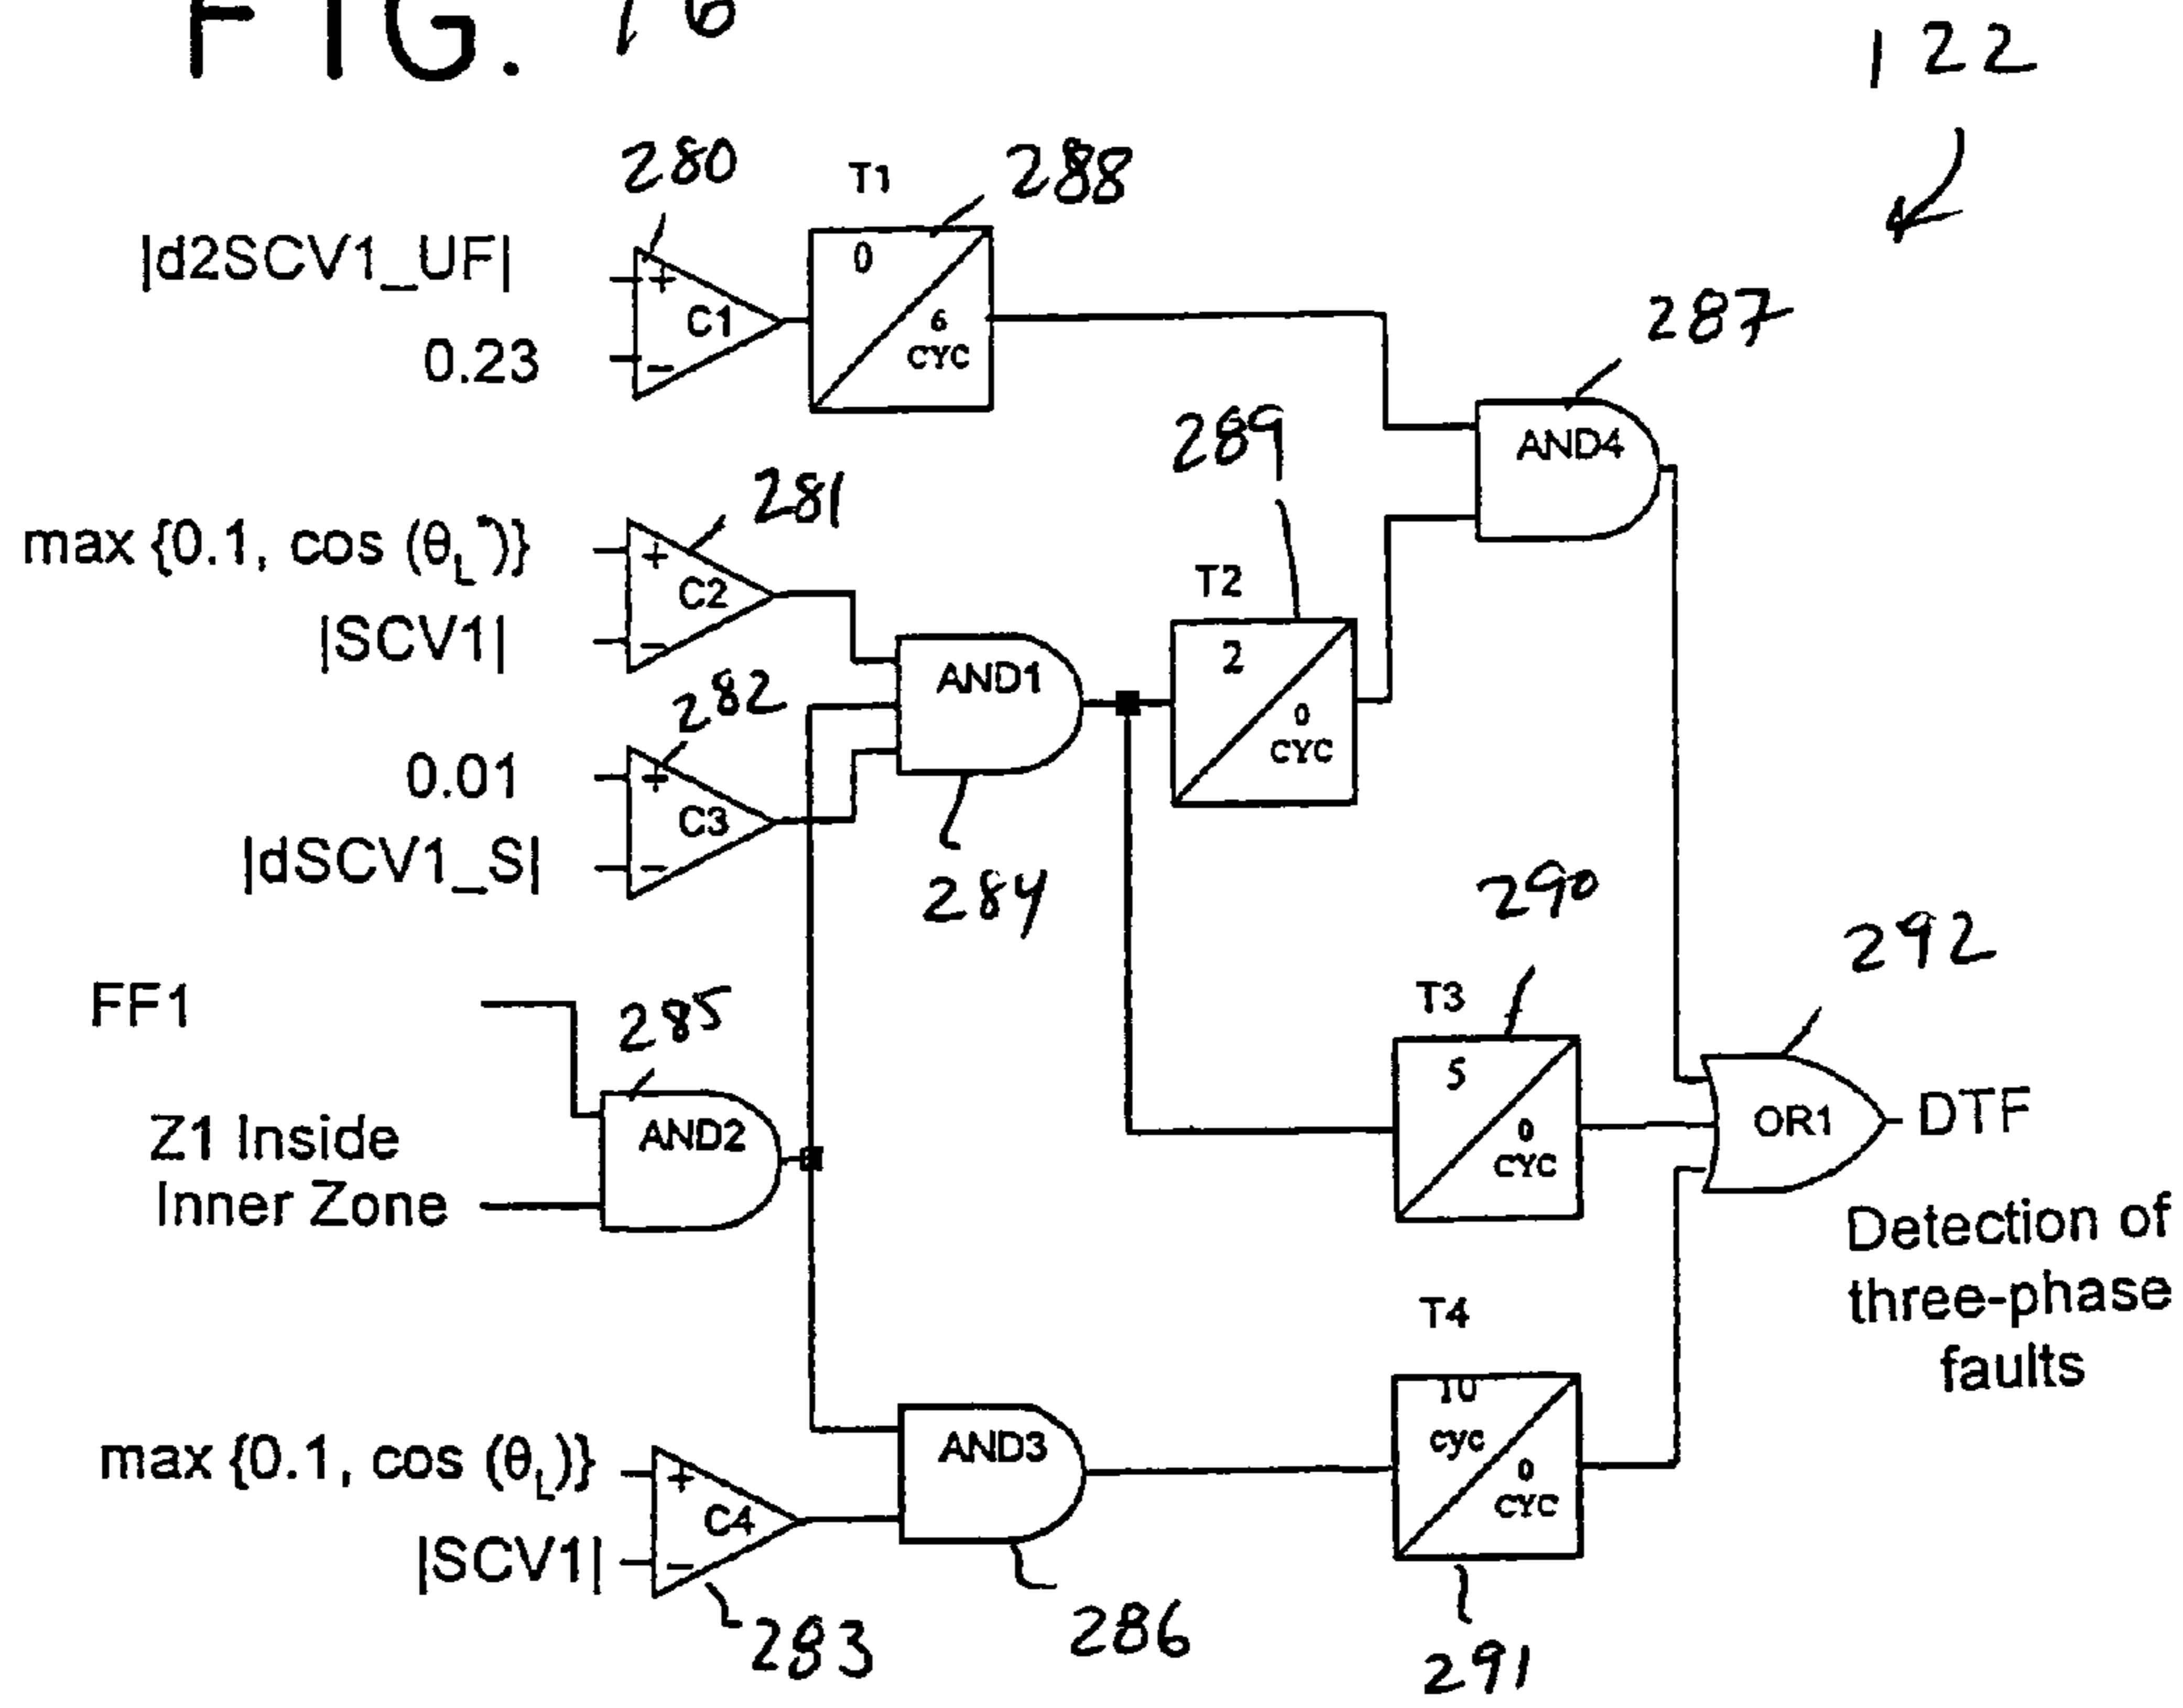 FIG. 16
122
280
T1
288
|d2SCV1_UF|
0
+
C1
6
CYC
0.23
−
287
AND4
289
281
max {0.1, cos (θL)}
+
C2
T2
|SCV1|
−
2
AND1
282
0
CYC
0.01
+
C3
|dSCV1_S|
−
284
290
292
FF1
285
T3
5
AND2
0
CYC
OR1
DTF
Z1 Inside
Inner Zone
Detection of
three-phase
faults
T4
10
cyc
0
CYC
AND3
max {0.1, cos (θL)}
+
C4
|SCV1|
−
283
286
291